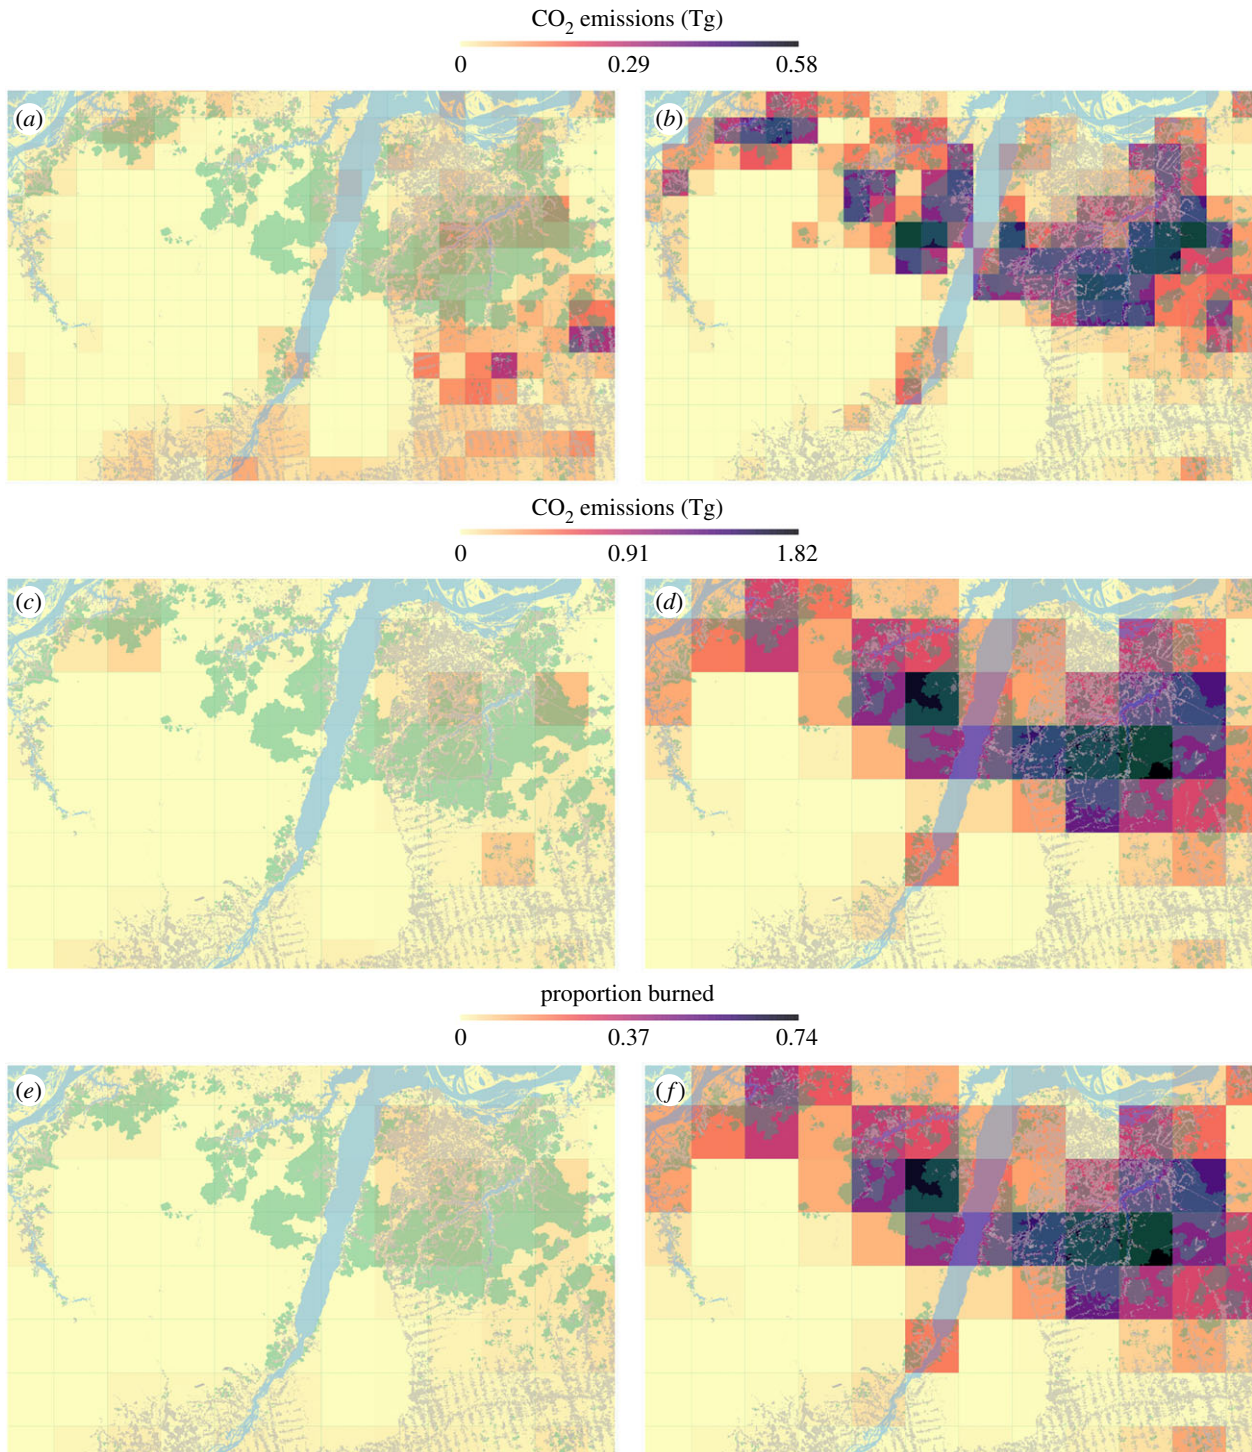 CO₂ emissions (Tg)
0 0.29 0.58
(a) (b)
CO₂ emissions (Tg)
0 0.91 1.82
(c) (d)
proportion burned
0 0.37 0.74
(e) (f)